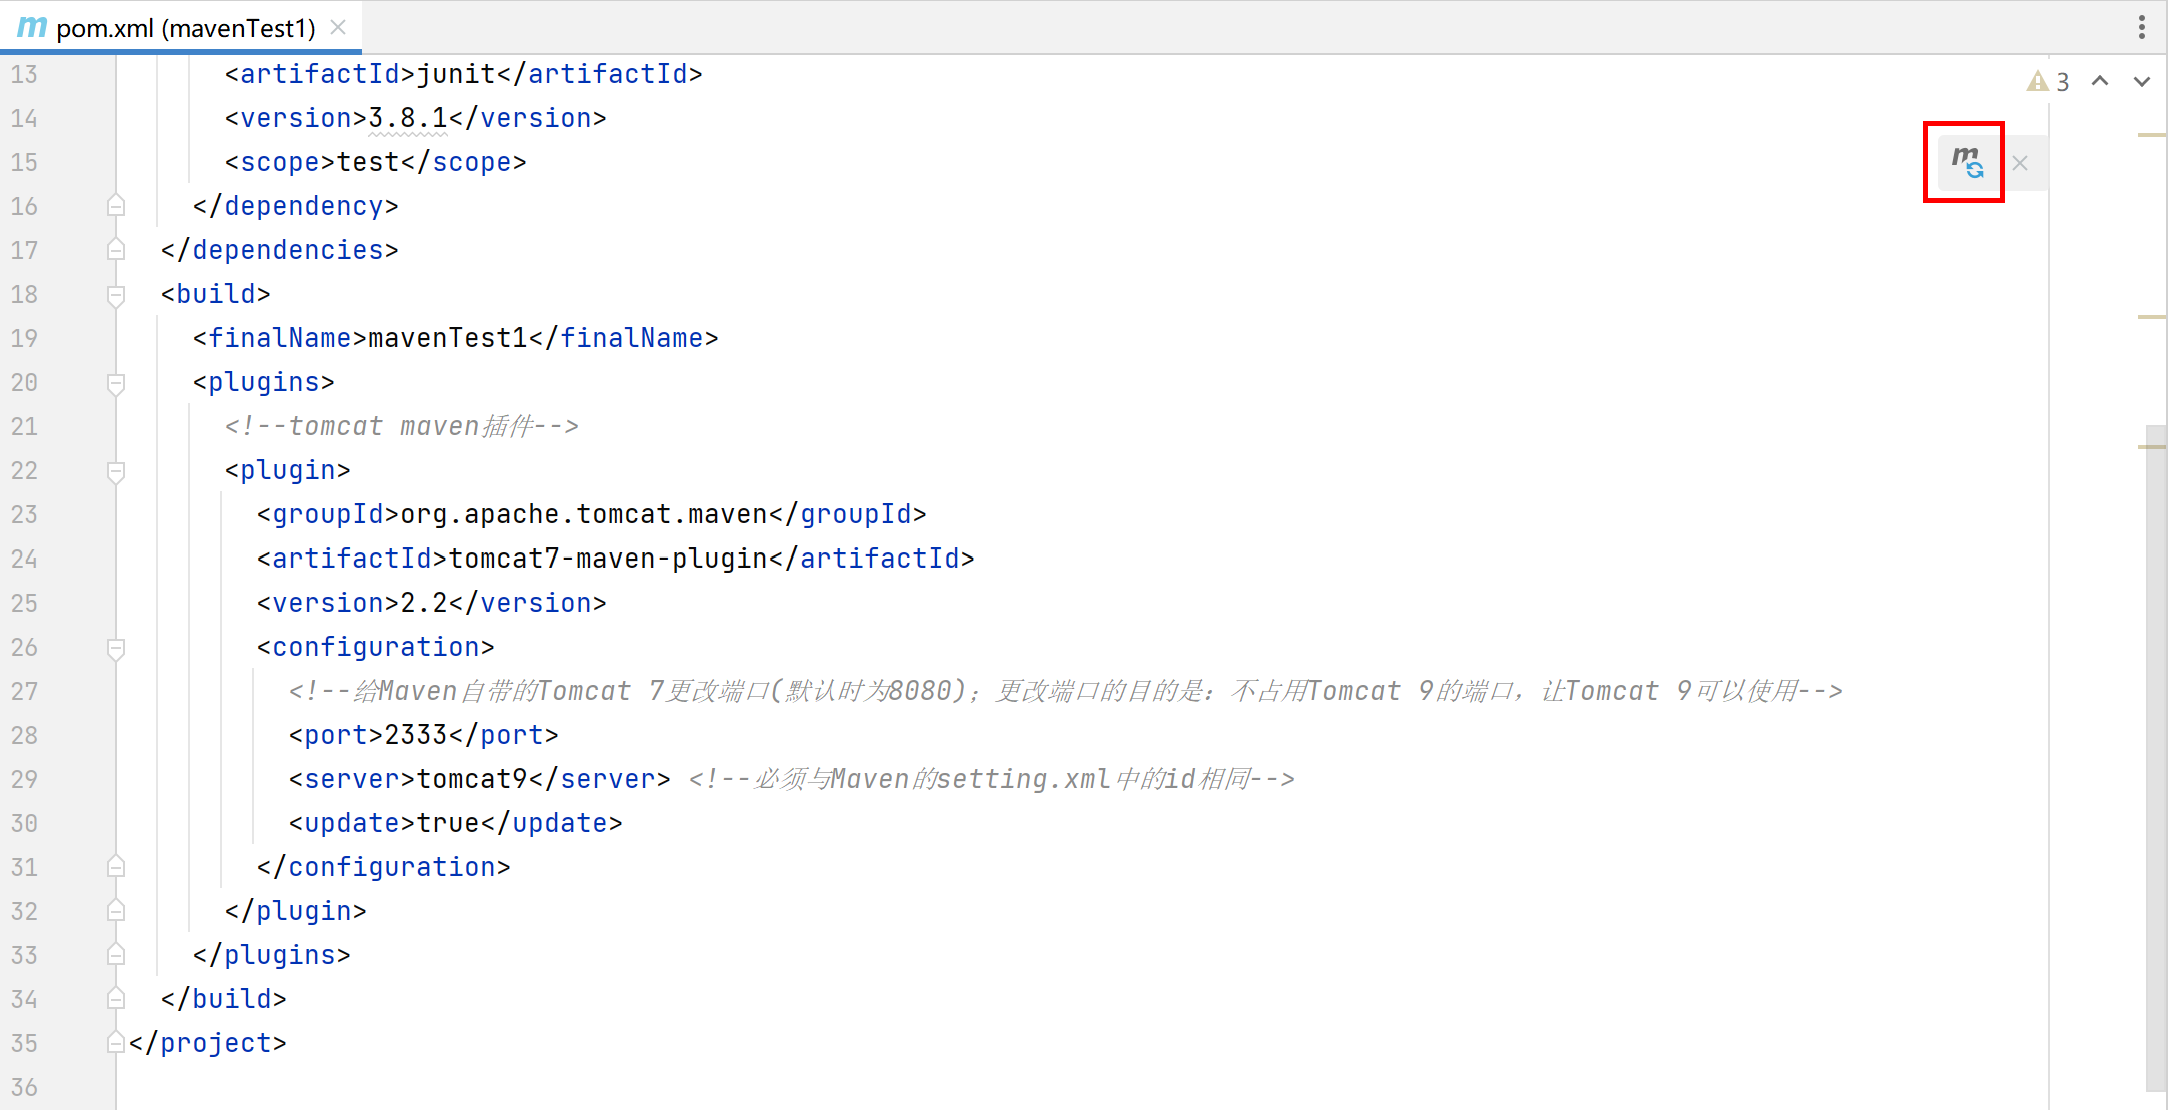 pom.xml (mavenTest1)
3
13 <artifactId>junit</artifactId>
14 <version>3.8.1</version>
15 <scope>test</scope>
16 </dependency>
17 </dependencies>
18 <build>
19 <finalName>mavenTest1</finalName>
20 <plugins>
21 <!--tomcat maven插件-->
22 <plugin>
23 <groupId>org.apache.tomcat.maven</groupId>
24 <artifactId>tomcat7-maven-plugin</artifactId>
25 <version>2.2</version>
26 <configuration>
27 <!--给Maven自带的Tomcat 7更改端口(默认时为8080)；更改端口的目的是：不占用Tomcat 9的端口，让Tomcat 9可以使用-->
28 <port>2333</port>
29 <server>tomcat9</server> <!--必须与Maven的setting.xml中的id相同-->
30 <update>true</update>
31 </configuration>
32 </plugin>
33 </plugins>
34 </build>
35 </project>
36